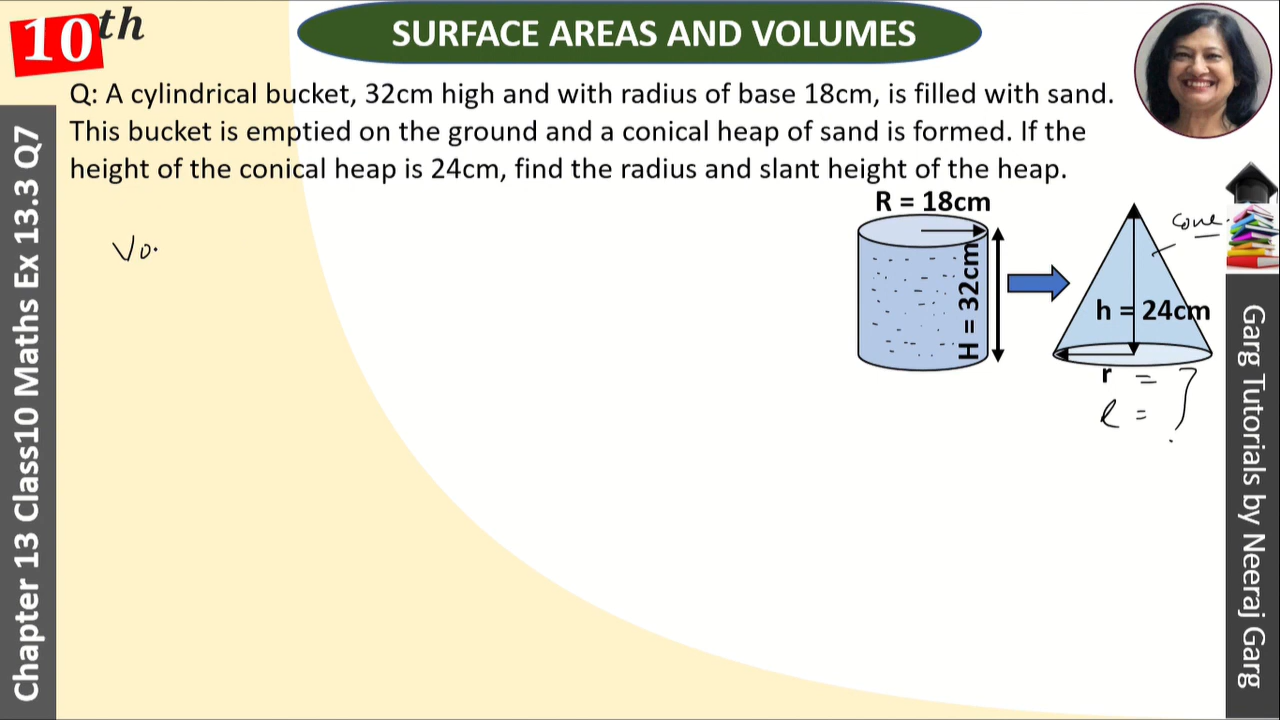 10th
SURFACE AREAS AND VOLUMES
Q: A cylindrical bucket, 32cm high and with radius of base 18cm, is filled with sand.
This bucket is emptied on the ground and a conical heap of sand is formed. If the
height of the conical heap is 24cm, find the radius and slant height of the heap.
R = 18cm
cone
Vo.
H = 32cm
h = 24cm
r = ?
l =
Chapter 13 Class10 Maths Ex 13.3 Q7
Garg Tutorials by Neeraj Garg